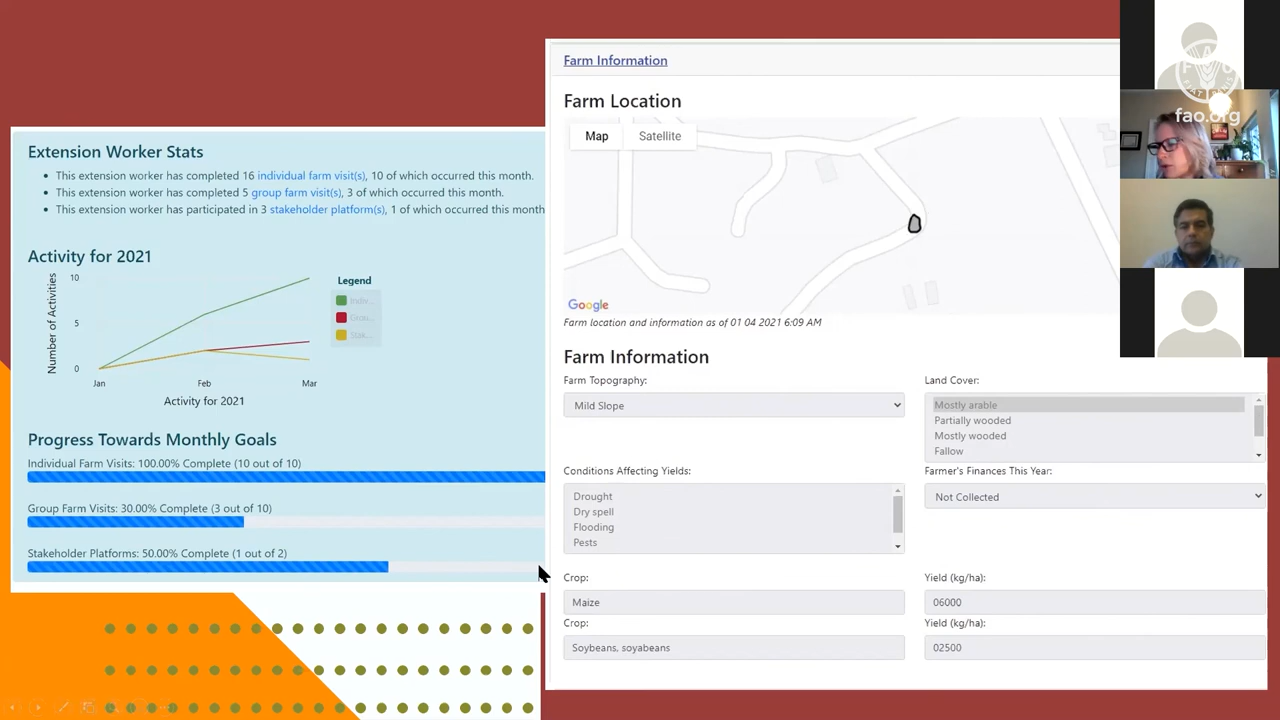 Extension Worker Stats
This extension worker has completed 16 individual farm visit(s), 10 of which occurred this month.
This extension worker has completed 5 group farm visit(s), 3 of which occurred this month.
This extension worker has participated in 3 stakeholder platform(s), 1 of which occurred this month
Activity for 2021
Number of Activities
10
5
0
Jan
Feb
Mar
Activity for 2021
Legend
Indiv...
Grou...
Stak...
Progress Towards Monthly Goals
Individual Farm Visits: 100.00% Complete (10 out of 10)
Group Farm Visits: 30.00% Complete (3 out of 10)
Stakeholder Platforms: 50.00% Complete (1 out of 2)
Farm Information
Farm Location
Map
Satellite
Google
Farm location and information as of 01 04 2021 6:09 AM
Farm Information
Farm Topography:
Mild Slope
Land Cover:
Mostly arable
Partially wooded
Mostly wooded
Fallow
Conditions Affecting Yields:
Drought
Dry spell
Flooding
Pests
Farmer's Finances This Year:
Not Collected
Crop:
Maize
Yield (kg/ha):
06000
Crop:
Soybeans, soyabeans
Yield (kg/ha):
02500
fao.org